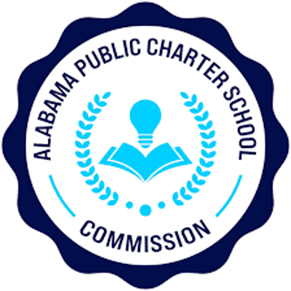 ALABAMA PUBLIC CHARTER SCHOOL
COMMISSION